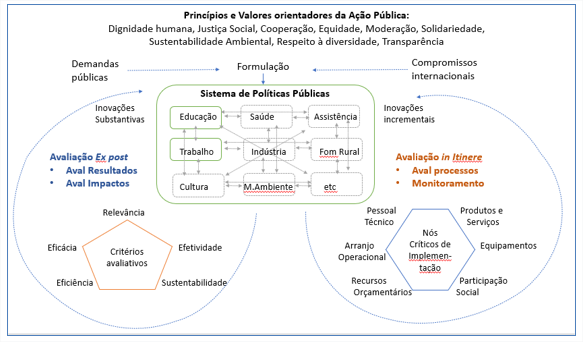 Princípios e Valores orientadores da Ação Pública:
Dignidade humana, Justiça Social, Cooperação, Equidade, Moderação, Solidariedade,
Sustentabilidade Ambiental, Respeito à diversidade, Transparência
Demandas
públicas
Formulação
Compromissos
internacionais
Sistema de Políticas Públicas
Inovações
Substantivas
Inovações
incrementais
Educação
Saúde
Assistência
Trabalho
Indústria
Fom Rural
Cultura
M.Ambiente
etc
Avaliação Ex post
• Aval Resultados
• Aval Impactos
Avaliação in Itinere
• Aval processos
• Monitoramento
Relevância
Eficácia
Critérios
avaliativos
Efetividade
Eficiência
Sustentabilidade
Pessoal
Técnico
Produtos e
Serviços
Arranjo
Operacional
Nós
Críticos de
Implemen-
tação
Equipamentos
Recursos
Orçamentários
Participação
Social